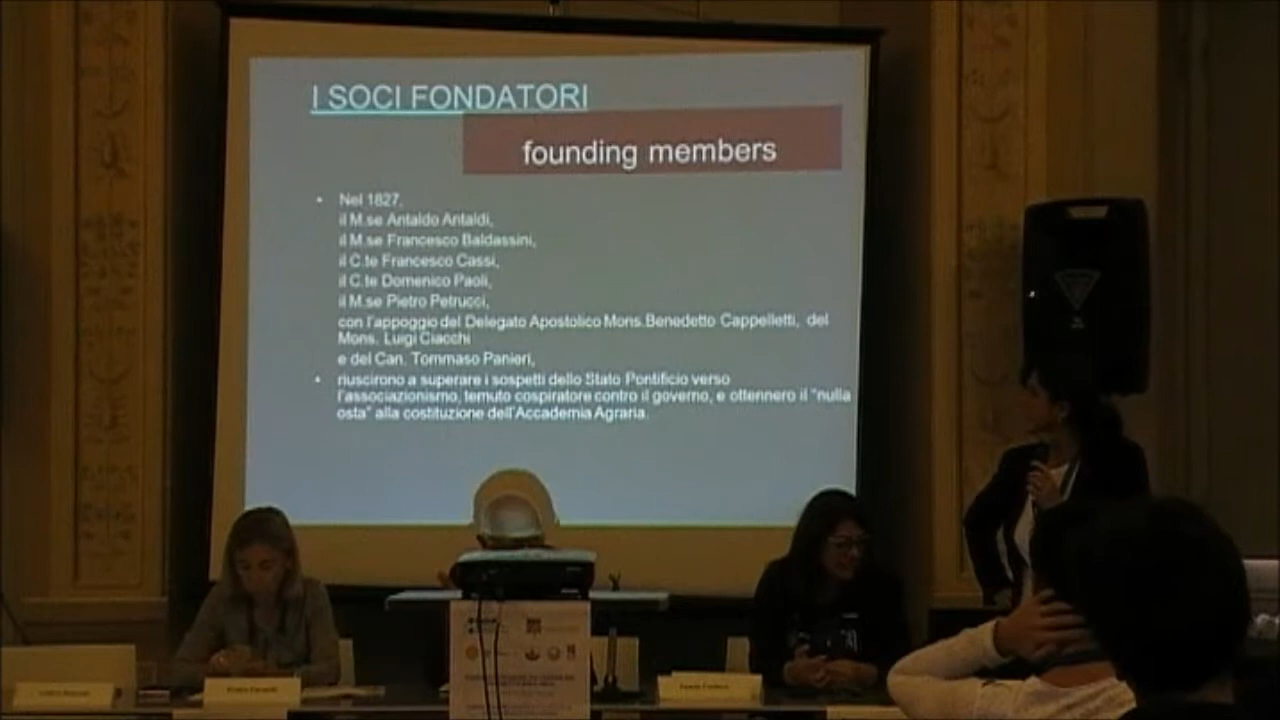 I SOCI FONDATORI
founding members
• Nel 1827,
il M.se Antaldo Antaldi,
il M.se Francesco Baldassini,
il C.te Francesco Cassi,
il C.te Domenico Paoli,
il M.se Pietro Petrucci,
con l'appoggio del Delegato Apostolico Mons.Benedetto Cappelletti, del
Mons. Luigi Ciacchi
e del Can. Tommaso Panieri,
• riuscirono a superare i sospetti dello Stato Pontificio verso
l'associazionismo, temuto cospiratore contro il governo, e ottennero il "nulla
osta" alla costituzione dell'Accademia Agraria.